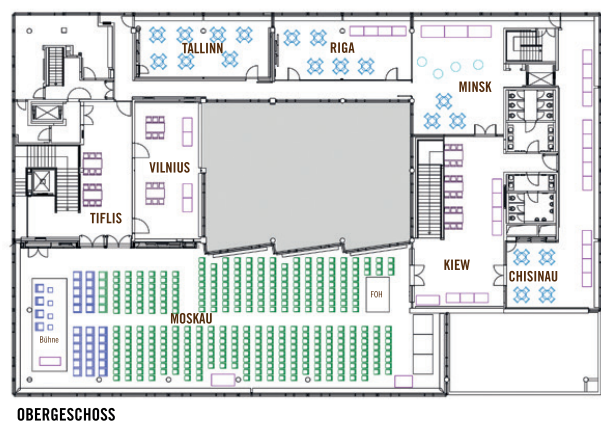 TALLINN
RIGA
MINSK
VILNIUS
TIFLIS
KIEW
CHISINAU
FOH
MOSKAU
Bühne
OBERGESCHOSS